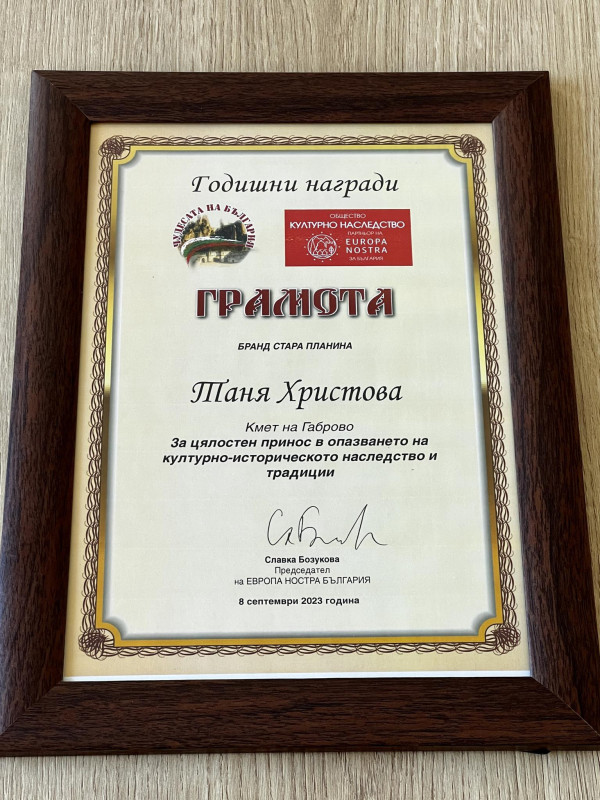 Годишни награди
ЧУДЕСАТА НА БЪЛГАРИЯ
ОБЩЕСТВО
КУЛТУРНО НАСЛЕДСТВО
ПАРТНЬОР НА
EUROPA
NOSTRA
ЗА БЪЛГАРИЯ
ГРАМОТА
БРАНД СТАРА ПЛАНИНА
Таня Христова
Кмет на Габрово
За цялостен принос в опазването на
културно-историческото наследство и
традиции
Славка Бозукова
Председател
на ЕВРОПА НОСТРА БЪЛГАРИЯ
8 септември 2023 година